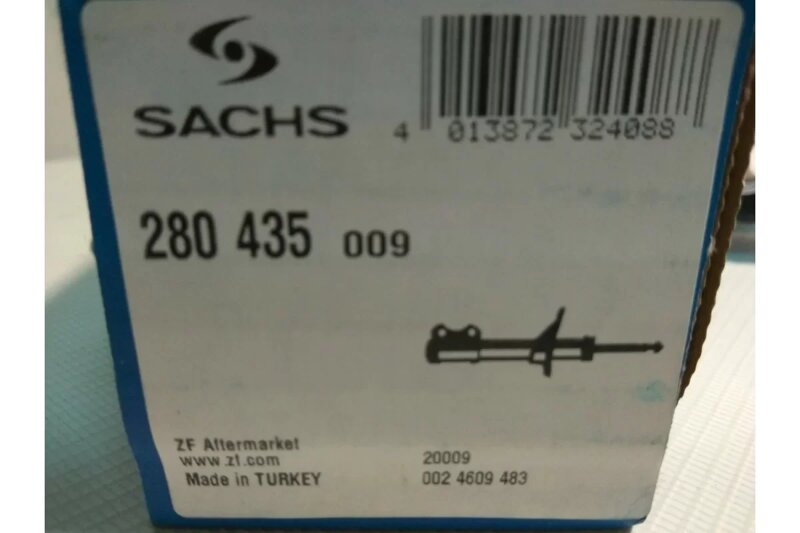 SACHS
4 013872 324088
280 435 009
ZF Aftermarket
www.zf.com
Made in TURKEY
20009
002 4609 483